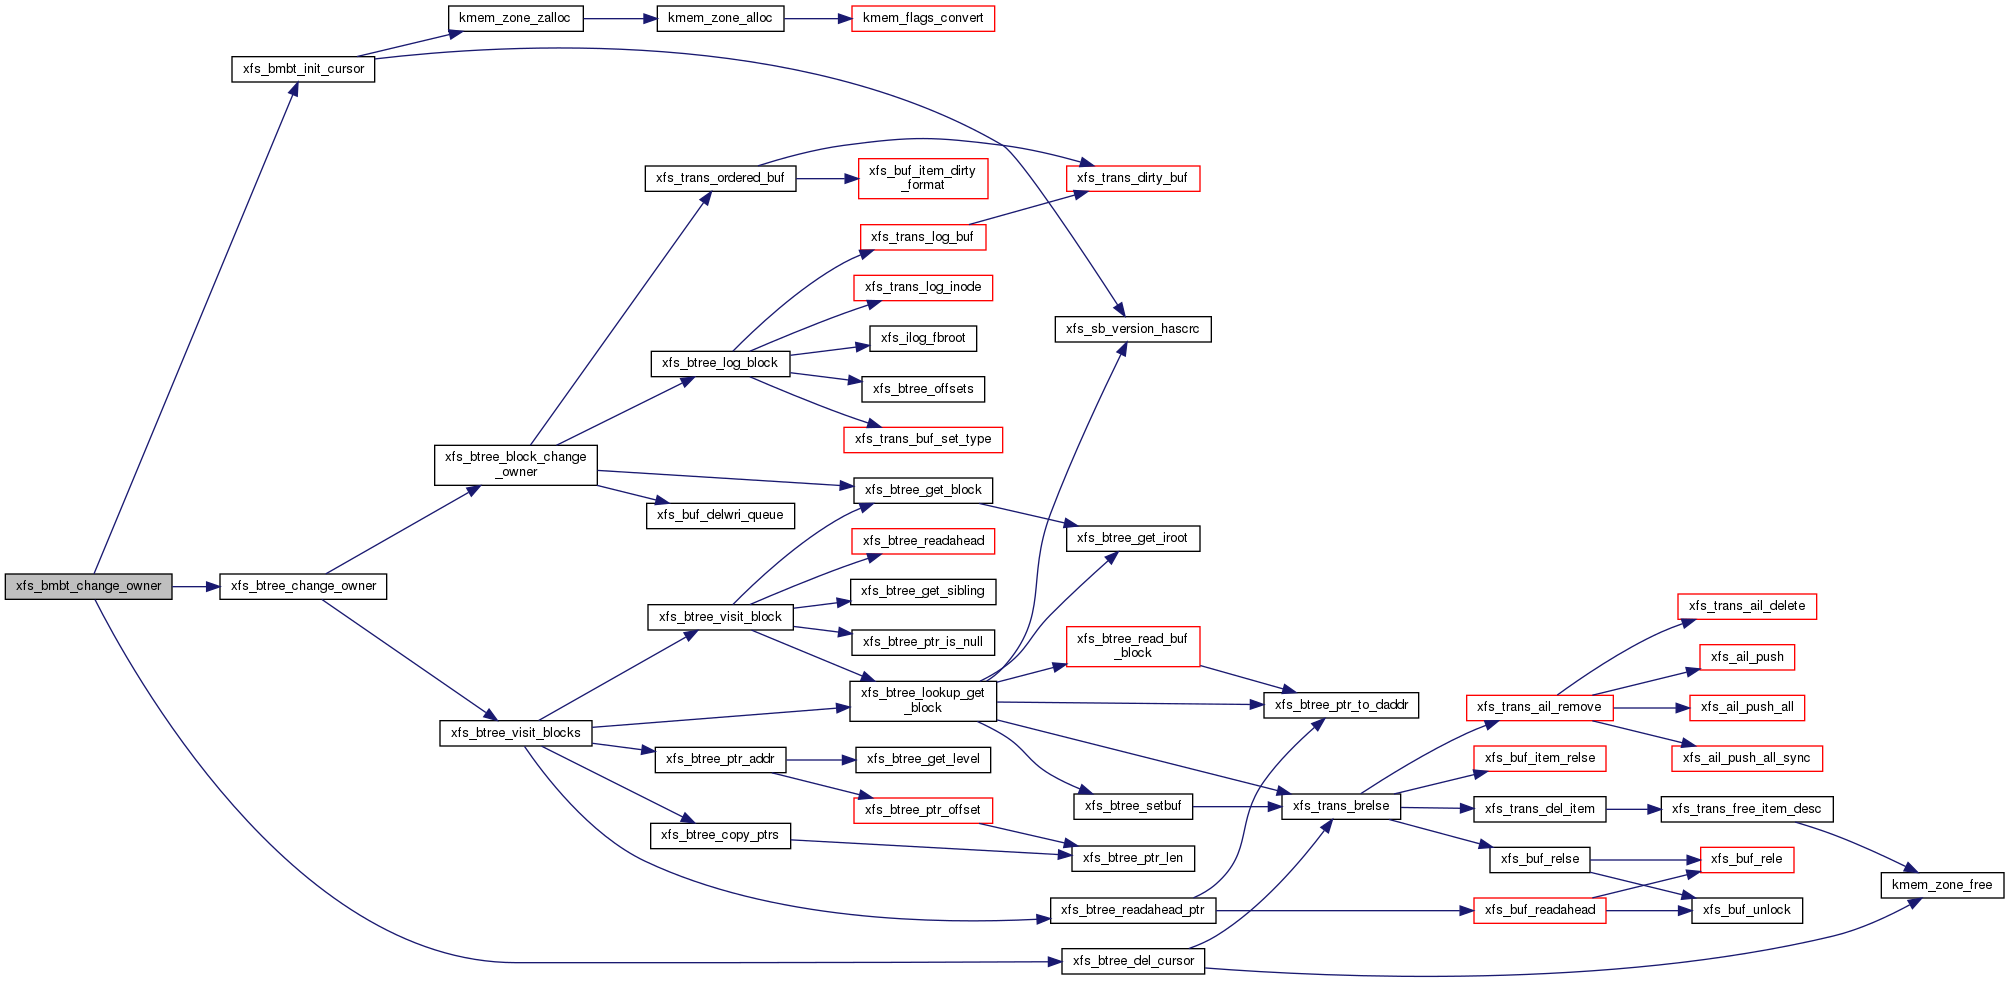 kmem_zone_zalloc
kmem_zone_alloc
kmem_flags_convert
xfs_bmbt_init_cursor
xfs_trans_ordered_buf
xfs_buf_item_dirty
_format
xfs_trans_dirty_buf
xfs_trans_log_buf
xfs_trans_log_inode
xfs_sb_version_hascrc
xfs_ilog_fbroot
xfs_btree_log_block
xfs_btree_offsets
xfs_trans_buf_set_type
xfs_btree_block_change
_owner
xfs_btree_get_block
xfs_buf_delwri_queue
xfs_btree_get_iroot
xfs_btree_readahead
xfs_bmbt_change_owner
xfs_btree_change_owner
xfs_btree_get_sibling
xfs_trans_ail_delete
xfs_btree_visit_block
xfs_btree_ptr_is_null
xfs_btree_read_buf
_block
xfs_ail_push
xfs_btree_lookup_get
_block
xfs_btree_ptr_to_daddr
xfs_trans_ail_remove
xfs_ail_push_all
xfs_btree_visit_blocks
xfs_btree_ptr_addr
xfs_btree_get_level
xfs_buf_item_relse
xfs_ail_push_all_sync
xfs_btree_ptr_offset
xfs_btree_setbuf
xfs_trans_brelse
xfs_trans_del_item
xfs_trans_free_item_desc
xfs_btree_copy_ptrs
xfs_btree_ptr_len
xfs_buf_relse
xfs_buf_rele
kmem_zone_free
xfs_btree_readahead_ptr
xfs_buf_readahead
xfs_buf_unlock
xfs_btree_del_cursor